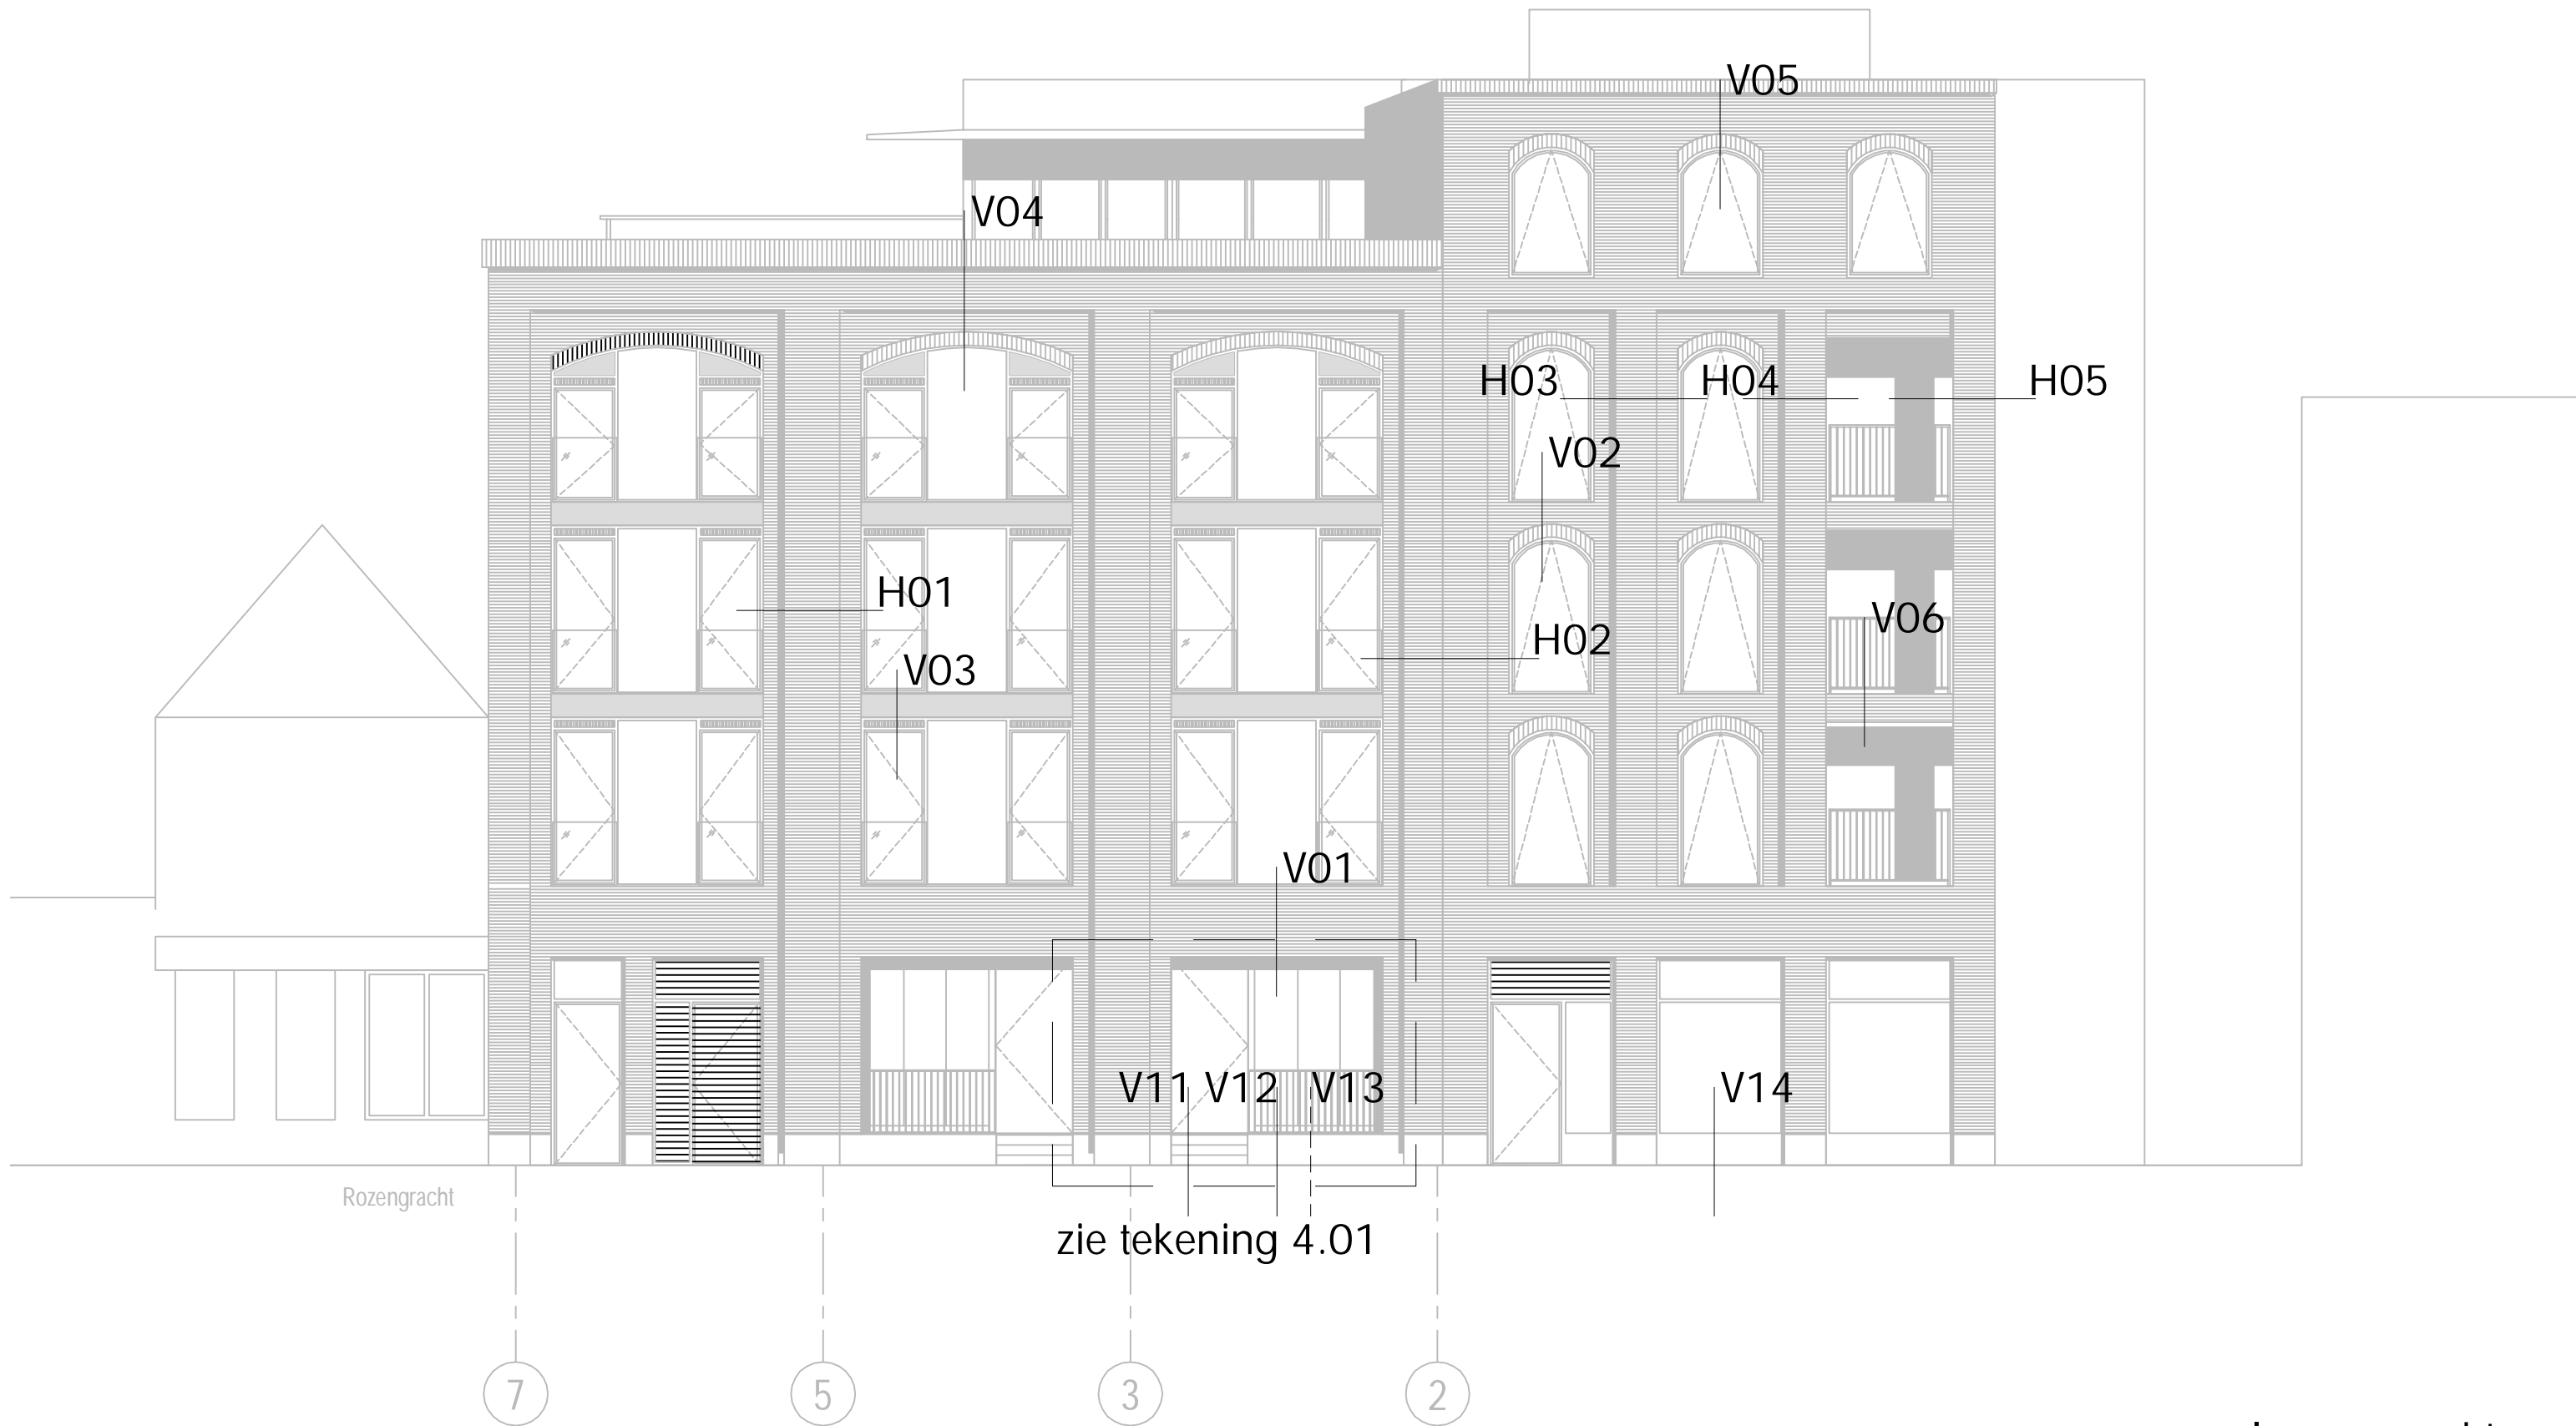 V05
V04
H03 H04 H05
V02
H01
V06
H02
V03
V01
V11 V12 V13 V14
Rozengracht
zie tekening 4.01
7 5 3 2